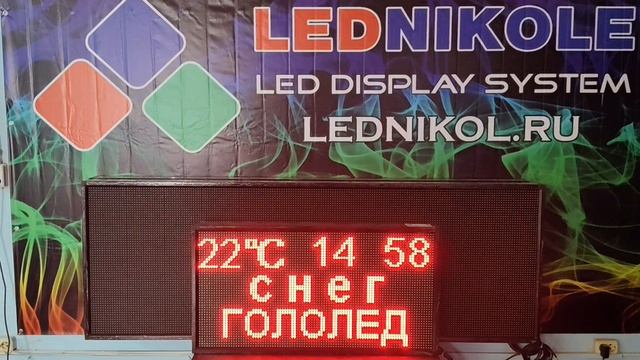 LEDNIKOLE
LED DISPLAY SYSTEM
LEDNIKOL.RU
22°C 14 58
снег
ГОЛОЛЕД